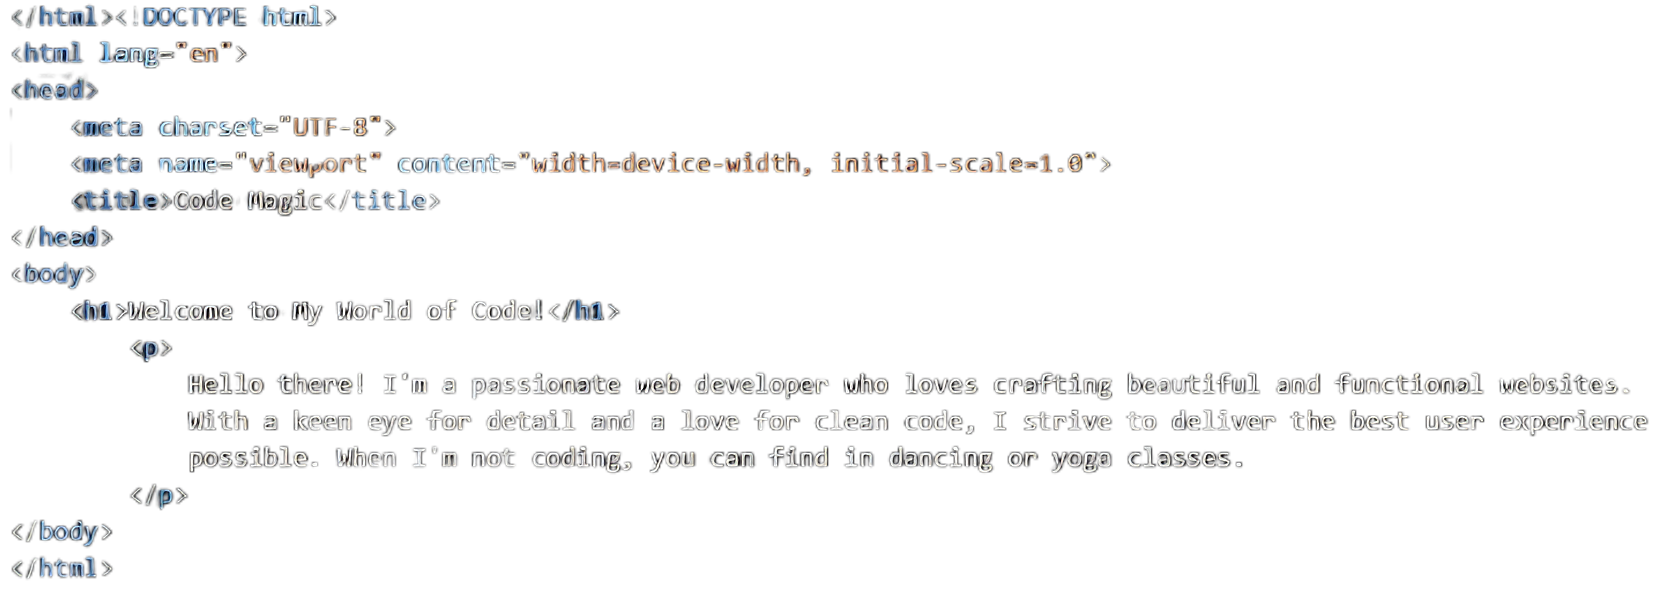 </html><!DOCTYPE html>
<html lang="en">
<head>
    <meta charset="UTF-8">
    <meta name="viewport" content="width=device-width, initial-scale=1.0">
    <title>Code Magic</title>
</head>
<body>
    <h1>Welcome to My World of Code!</h1>
        <p>
            Hello there! I'm a passionate web developer who loves crafting beautiful and functional websites.
            With a keen eye for detail and a love for clean code, I strive to deliver the best user experience
            possible. When I'm not coding, you can find in dancing or yoga classes.
        </p>
</body>
</html>